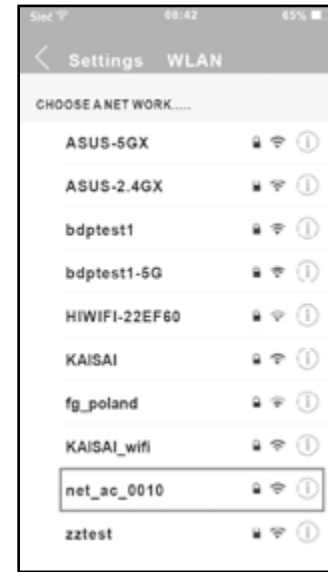 Sieć 08:42 65%
Settings WLAN
CHOOSE A NET WORK.....
ASUS-5GX
ASUS-2.4GX
bdptest1
bdptest1-5G
HIWIFI-22EF60
KAISAI
fg_poland
KAISAI_wifi
net_ac_0010
zztest